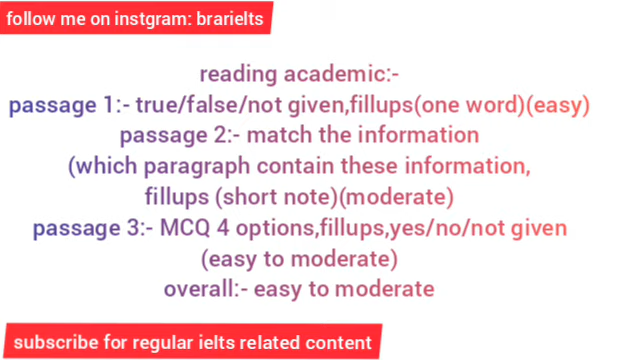 follow me on instgram: brarielts
reading academic:-
passage 1:- true/false/not given,fillups(one word)(easy)
passage 2:- match the information
(which paragraph contain these information,
fillups (short note)(moderate)
passage 3:- MCQ 4 options,fillups,yes/no/not given
(easy to moderate)
overall:- easy to moderate
subscribe for regular ielts related content